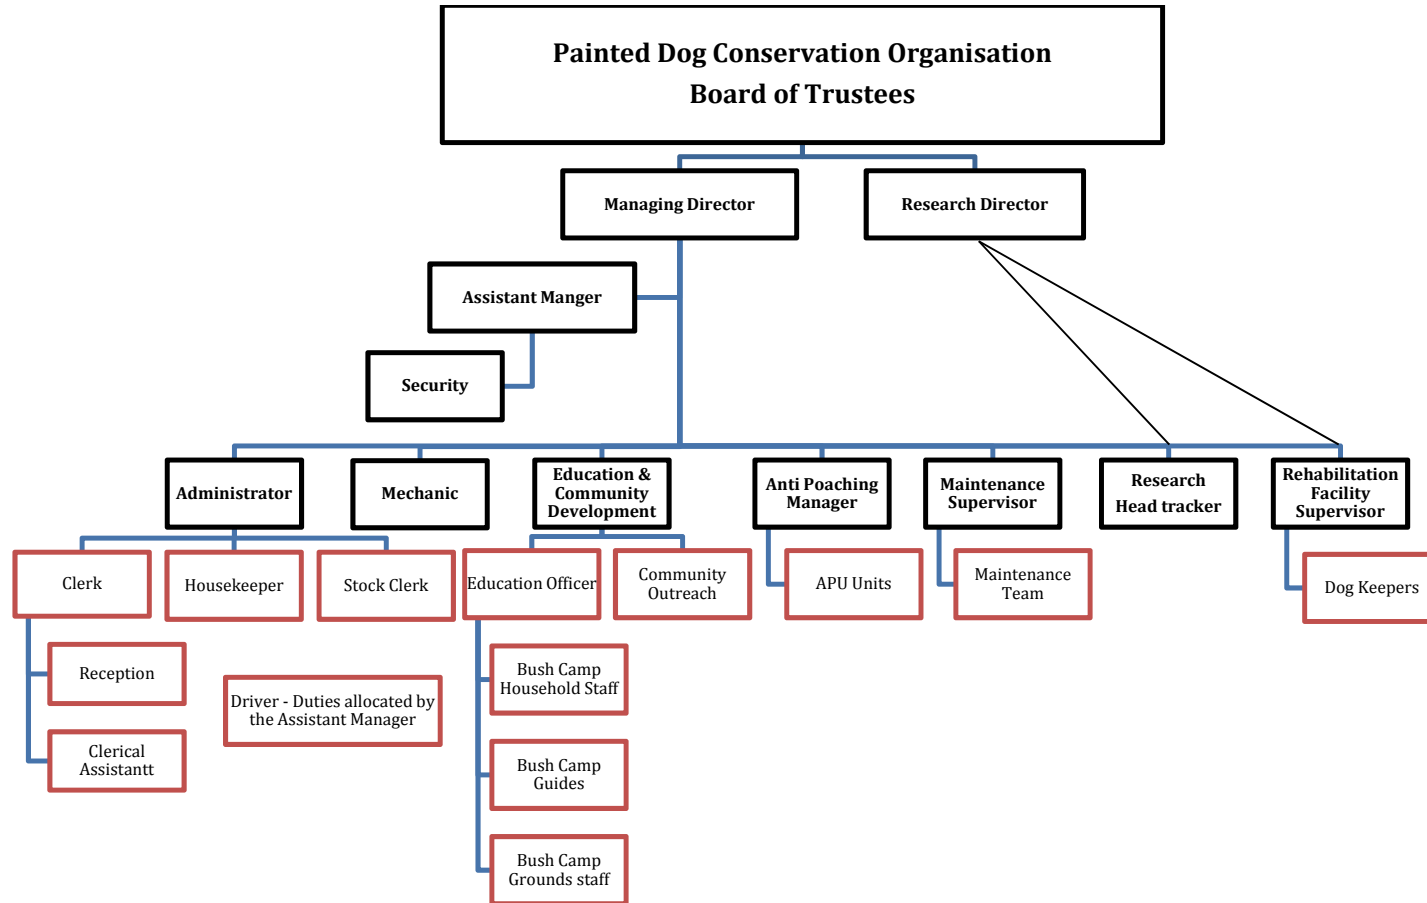 Painted Dog Conservation Organisation
Board of Trustees
Managing Director
Research Director
Assistant Manger
Security
Administrator
Mechanic
Education &
Community
Development
Anti Poaching
Manager
Maintenance
Supervisor
Research
Head tracker
Rehabilitation
Facility
Supervisor
Clerk
Housekeeper
Stock Clerk
Education Officer
Community
Outreach
APU Units
Maintenance
Team
Dog Keepers
Reception
Driver - Duties allocated by
the Assistant Manager
Bush Camp
Household Staff
Clerical
Assistantt
Bush Camp
Guides
Bush Camp
Grounds staff